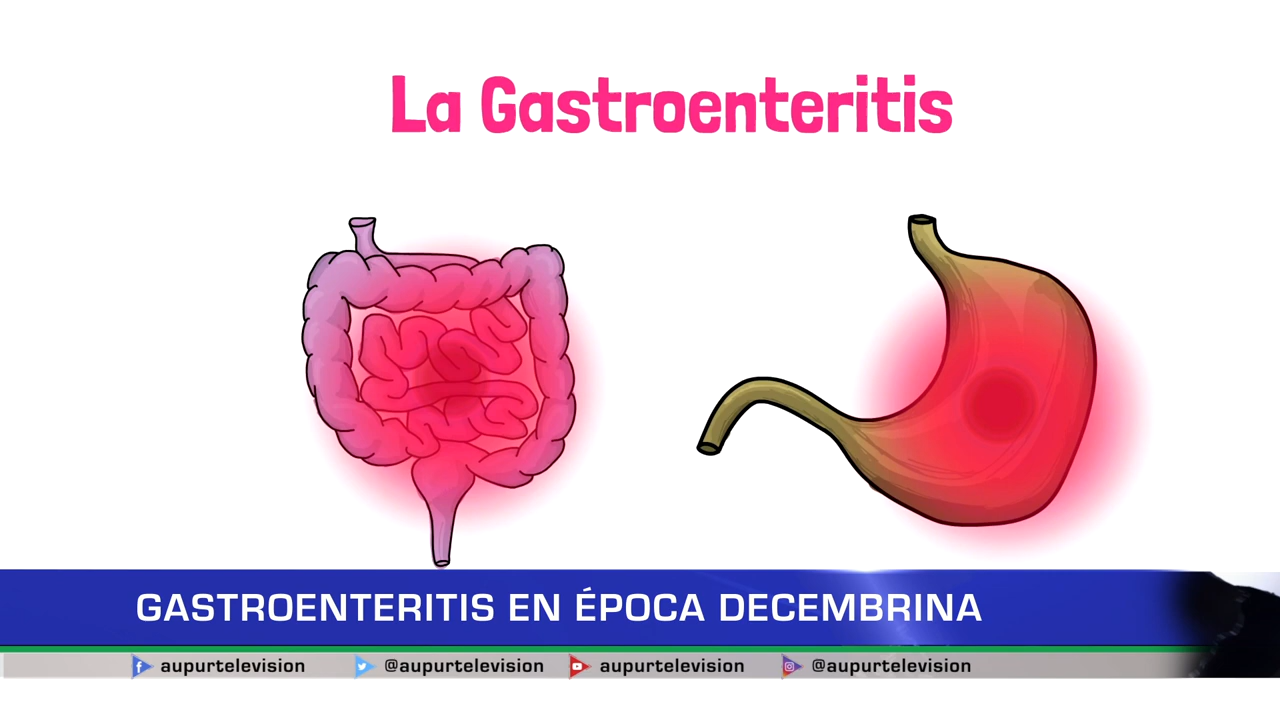 La Gastroenteritis
GASTROENTERITIS EN ÉPOCA DECEMBRINA
aupurtelevision @aupurtelevision aupurtelevision @aupurtelevision